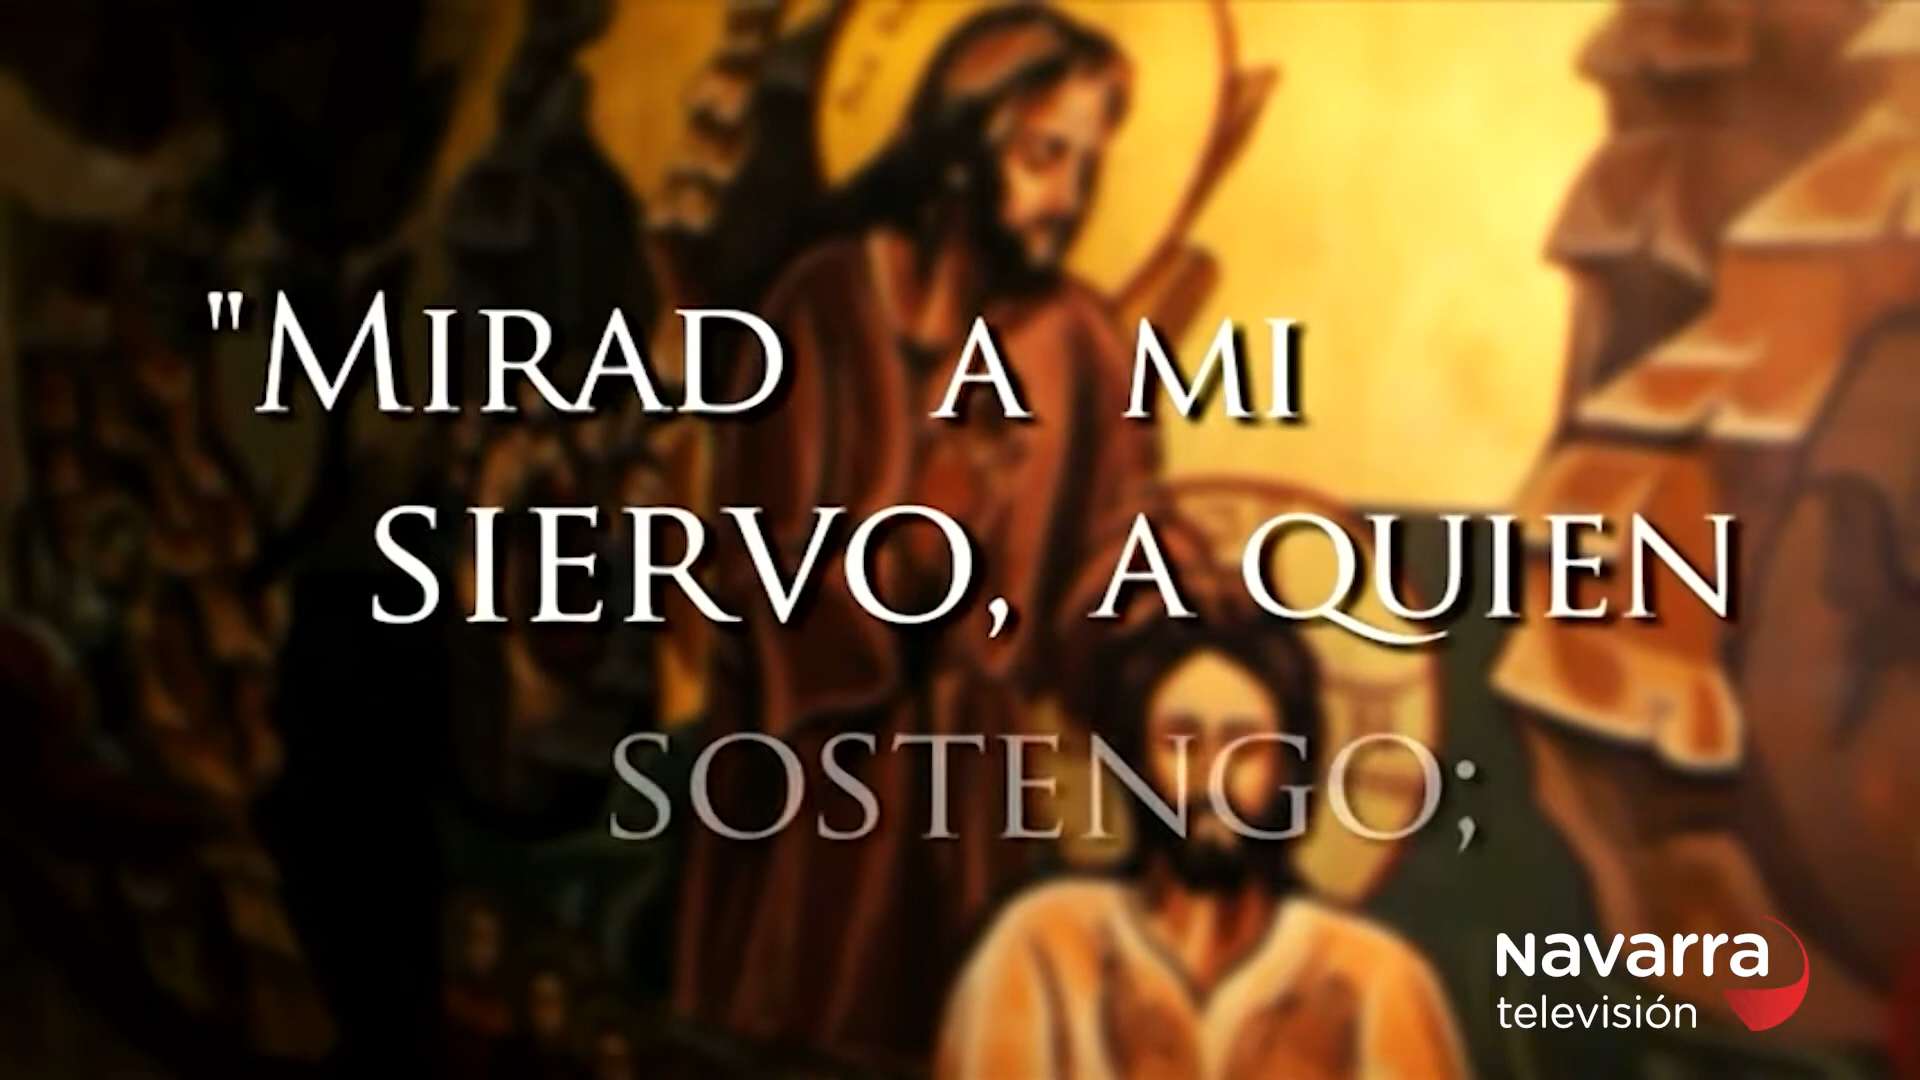 "MIRAD A MI
SIERVO, A QUIEN
SOSTENGO;
Navarra
televisión